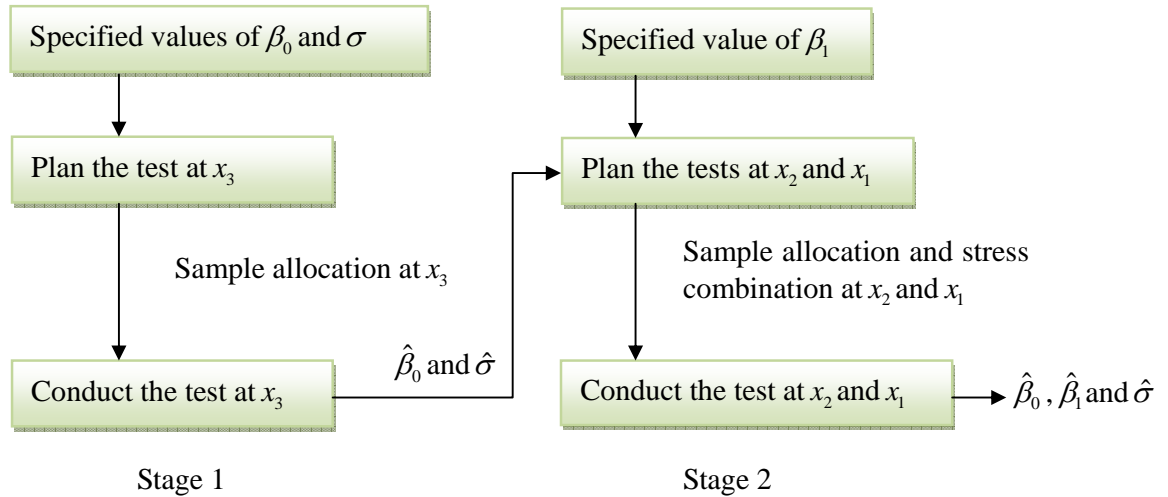 Specified values of β₀ and σ
Plan the test at x₃
Sample allocation at x₃
Conduct the test at x₃
β̂₀ and σ̂
Stage 1
Specified value of β₁
Plan the tests at x₂ and x₁
Sample allocation and stress
combination at x₂ and x₁
Conduct the test at x₂ and x₁
β̂₀ , β̂₁ and σ̂
Stage 2